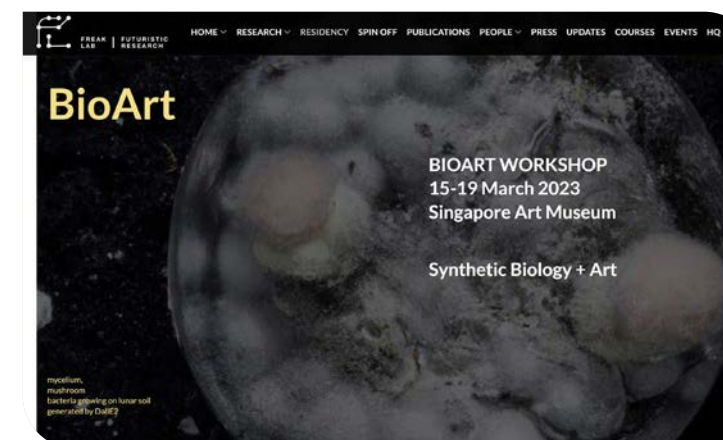 FREAK LAB | FUTURISTIC RESEARCH
HOME RESEARCH RESIDENCY SPIN OFF PUBLICATIONS PEOPLE PRESS UPDATES COURSES EVENTS HQ
BioArt
BIOART WORKSHOP
15-19 March 2023
Singapore Art Museum
Synthetic Biology + Art
mycelium,
mushroom
bacteria growing on lunar soil
generated by DallE2